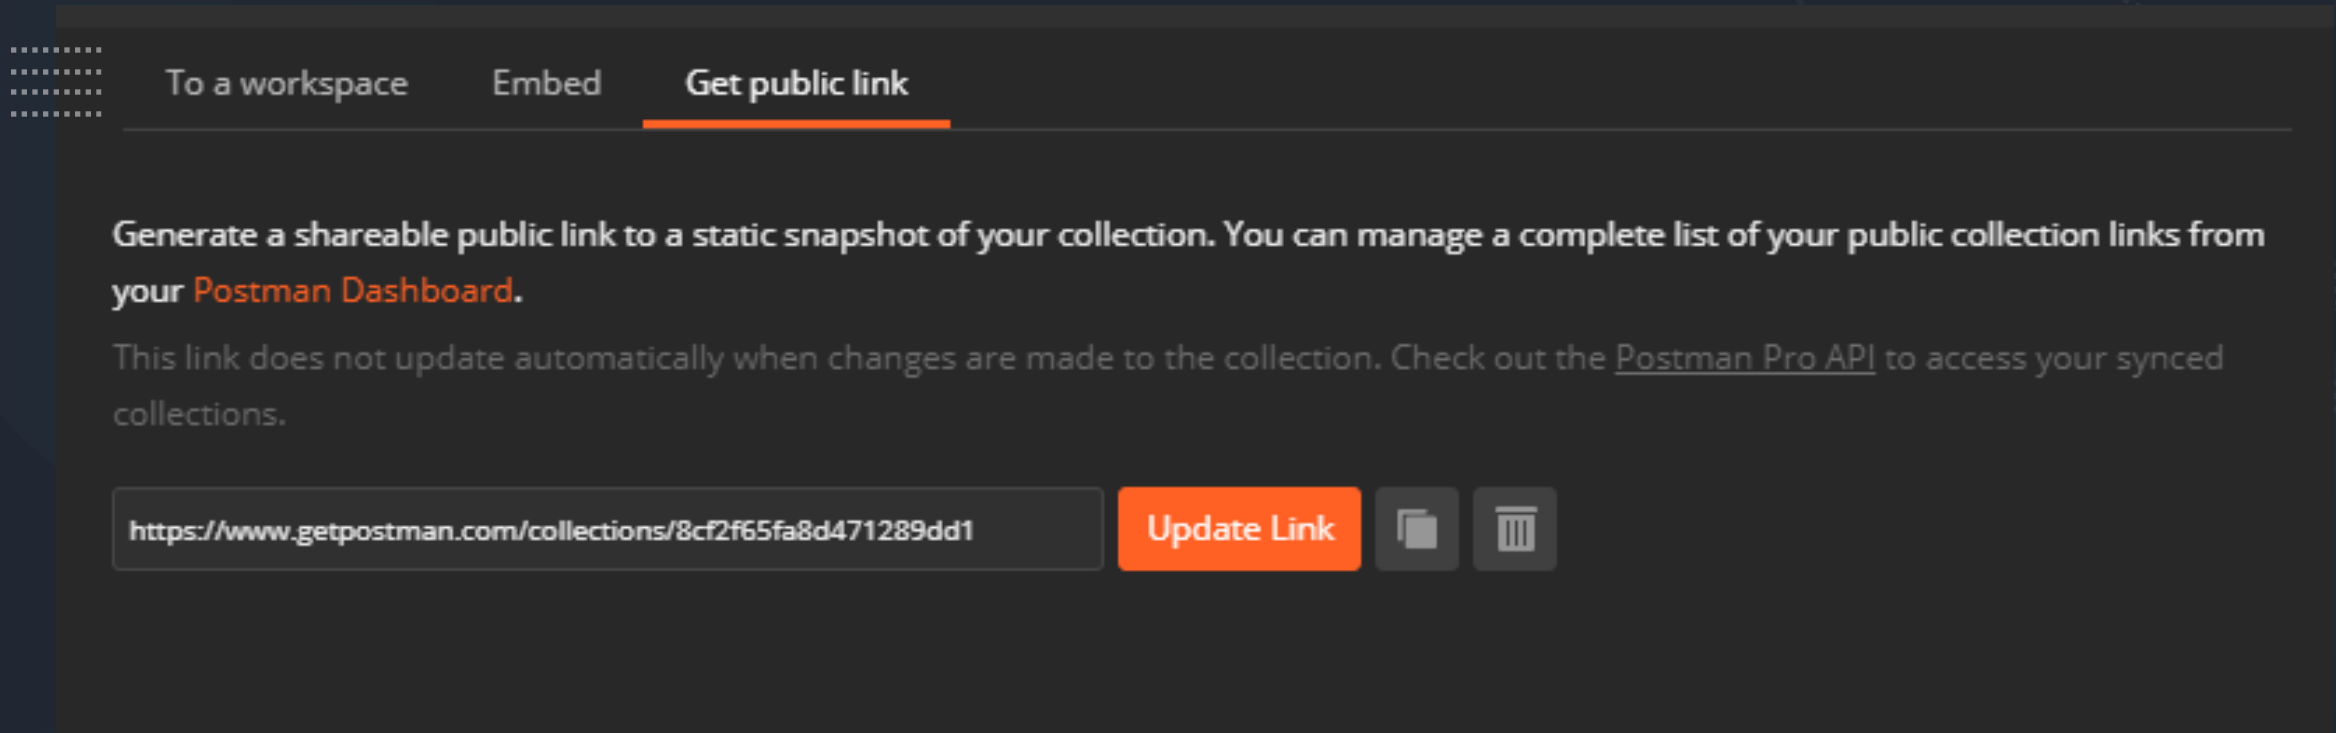 To a workspace Embed Get public link
Generate a shareable public link to a static snapshot of your collection. You can manage a complete list of your public collection links from
your Postman Dashboard.
This link does not update automatically when changes are made to the collection. Check out the Postman Pro API to access your synced
collections.
https://www.getpostman.com/collections/8cf2f65fa8d471289dd1 Update Link